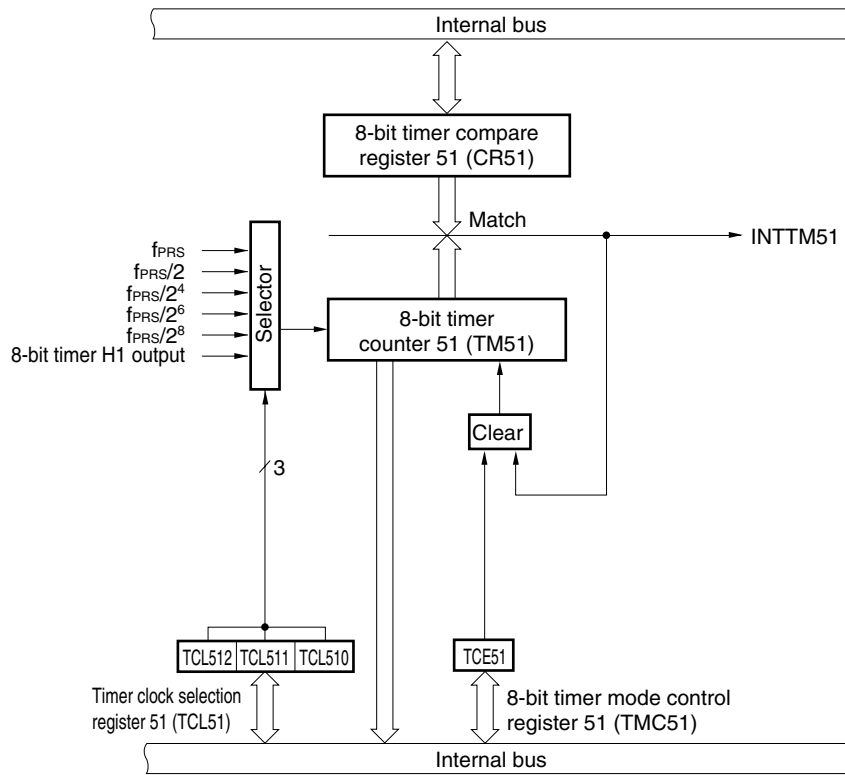 Internal bus
8-bit timer compare
register 51 (CR51)
Match
INTTM51
fPRS
fPRS/2
fPRS/2⁴
fPRS/2⁶
fPRS/2⁸
8-bit timer H1 output
Selector
8-bit timer
counter 51 (TM51)
Clear
3
TCL512 TCL511 TCL510
TCE51
Timer clock selection
register 51 (TCL51)
8-bit timer mode control
register 51 (TMC51)
Internal bus